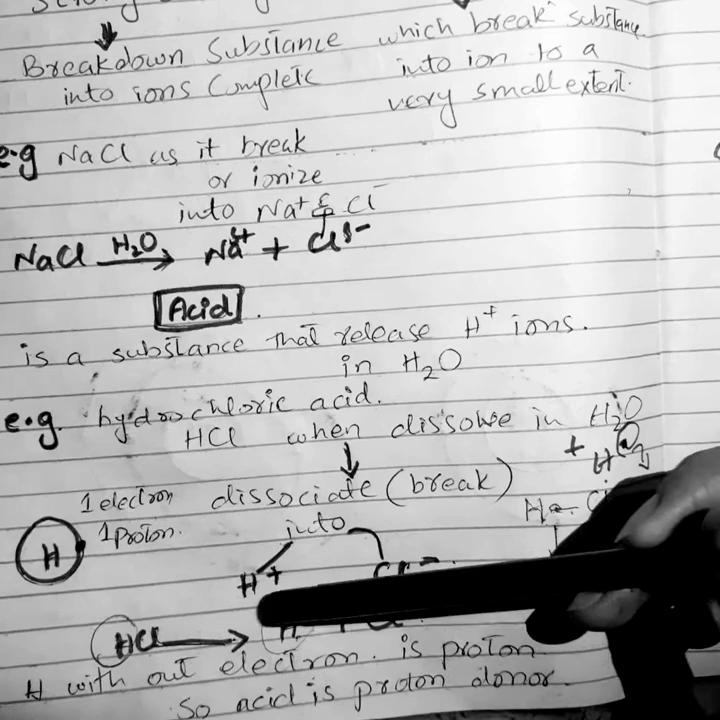 Breakdown Substance which break substance
into ions Complete into ion to a
very small extent.
e.g NaCl as it break
or ionize
into Na+ & Cl-
NaCl H2O → Na+ + Cl-
Acid.
is a substance that release H+ ions.
in H2O
e.g. hydrochloric acid.
HCl when dissolve in H2O
1 electron dissociate (break)
1 Proton. into
H
H+
HCl →
H with out electron. is proton
So acid is proton donor.